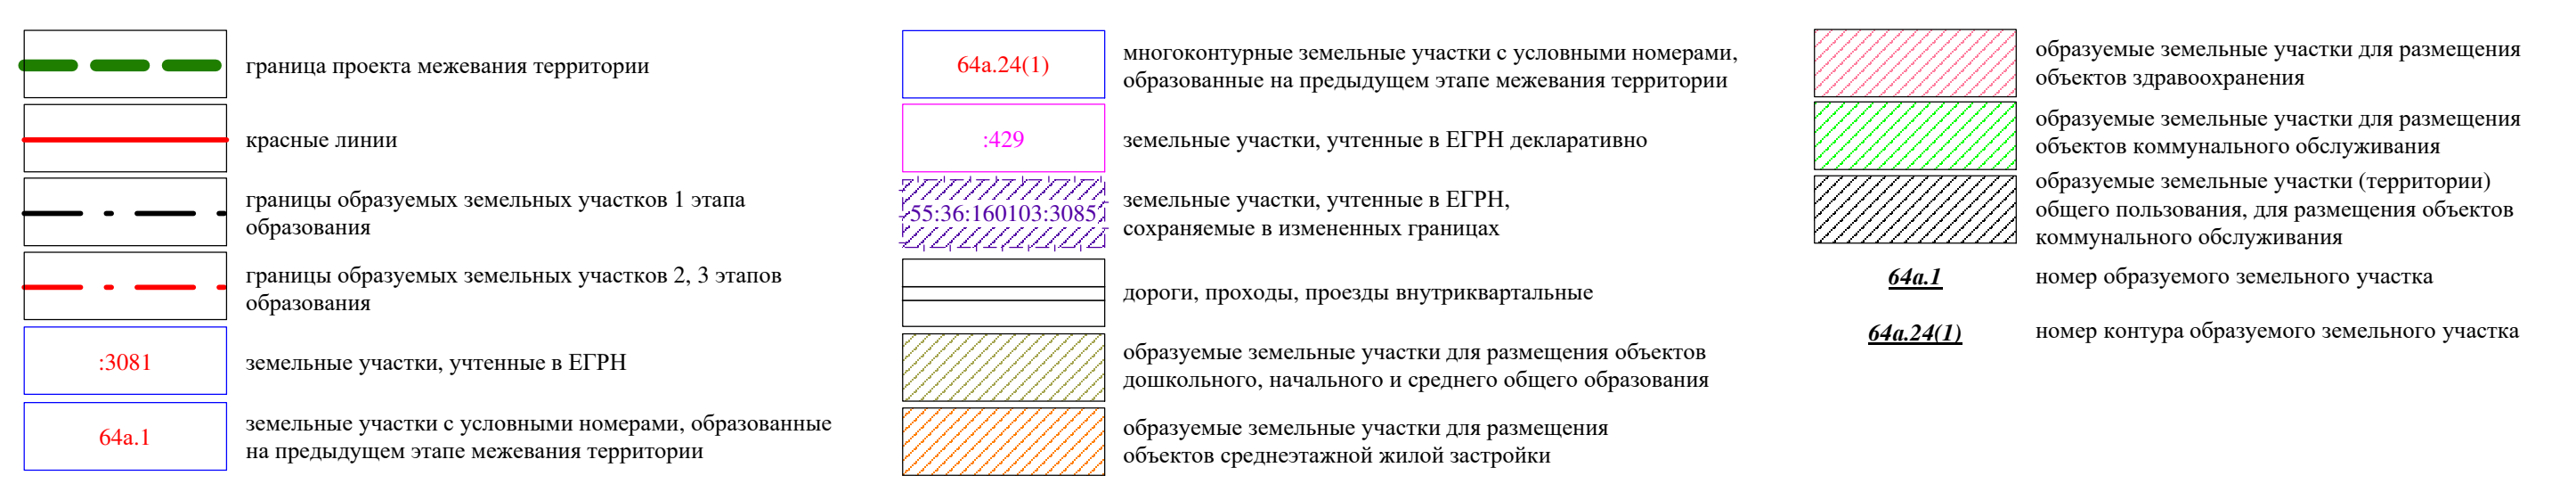 граница проекта межевания территории
красные линии
границы образуемых земельных участков 1 этапа
образования
границы образуемых земельных участков 2, 3 этапов
образования
:3081
земельные участки, учтенные в ЕГРН
64а.1
земельные участки с условными номерами, образованные
на предыдущем этапе межевания территории
64а.24(1)
многоконтурные земельные участки с условными номерами,
образованные на предыдущем этапе межевания территории
:429
земельные участки, учтенные в ЕГРН декларативно
55:36:160103:3085
земельные участки, учтенные в ЕГРН,
сохраняемые в измененных границах
дороги, проходы, проезды внутриквартальные
образуемые земельные участки для размещения объектов
дошкольного, начального и среднего общего образования
образуемые земельные участки для размещения
объектов среднеэтажной жилой застройки
образуемые земельные участки для размещения
объектов здравоохранения
образуемые земельные участки для размещения
объектов коммунального обслуживания
образуемые земельные участки (территории)
общего пользования, для размещения объектов
коммунального обслуживания
64а.1
номер образуемого земельного участка
64а.24(1)
номер контура образуемого земельного участка